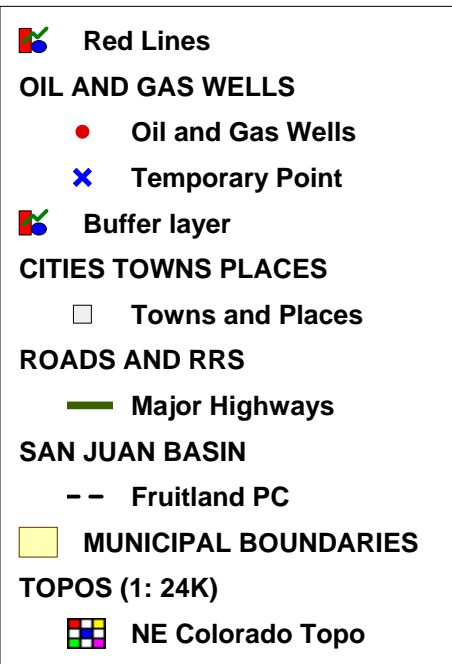 Red Lines
OIL AND GAS WELLS
Oil and Gas Wells
Temporary Point
Buffer layer
CITIES TOWNS PLACES
Towns and Places
ROADS AND RRS
Major Highways
SAN JUAN BASIN
Fruitland PC
MUNICIPAL BOUNDARIES
TOPOS (1: 24K)
NE Colorado Topo